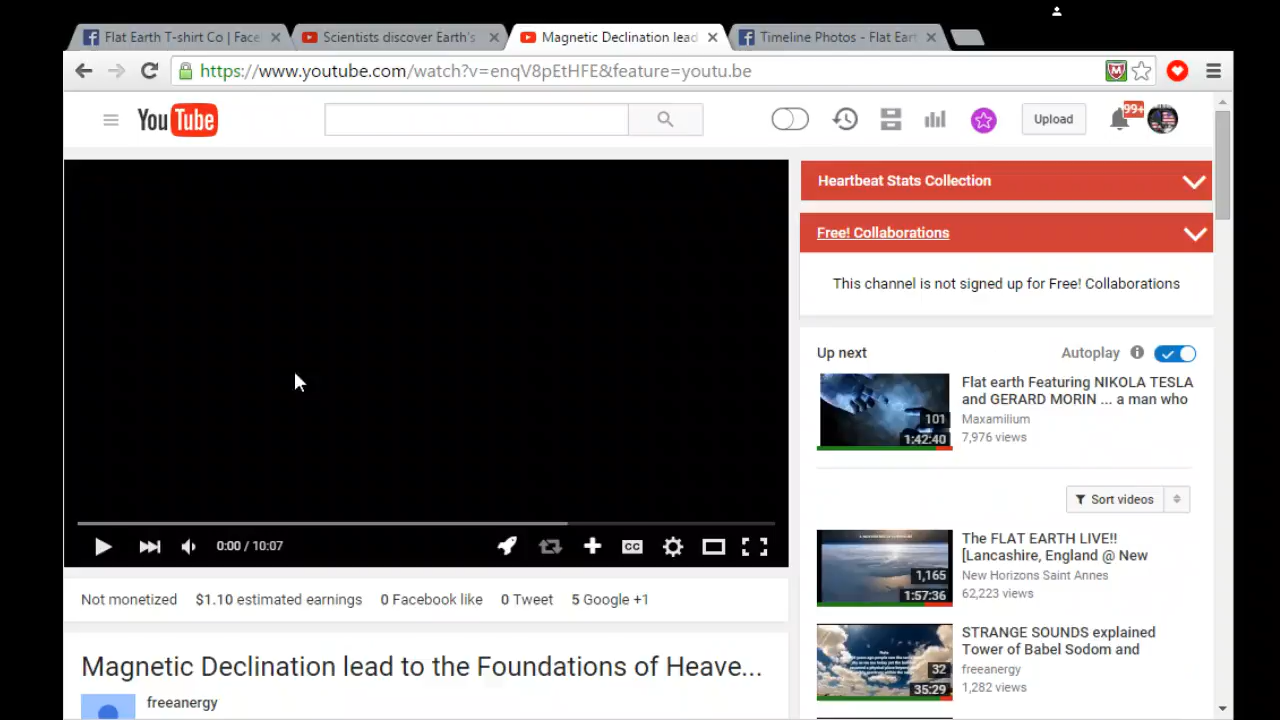 Flat Earth T-shirt Co | Face
Scientists discover Earth's
Magnetic Declination lead
Timeline Photos - Flat Eart
https://www.youtube.com/watch?v=enqV8pEtHFE&feature=youtu.be
YouTube
Upload
99+
Heartbeat Stats Collection
Free! Collaborations
This channel is not signed up for Free! Collaborations
Up next
Autoplay
Flat earth Featuring NIKOLA TESLA
and GERARD MORIN ... a man who
Maxamilium
7,976 views
101
1:42:40
Sort videos
The FLAT EARTH LIVE!!
[Lancashire, England @ New
New Horizons Saint Annes
62,223 views
1,165
1:57:36
STRANGE SOUNDS explained
Tower of Babel Sodom and
freeanergy
1,282 views
32
35:29
0:00 / 10:07
CC
Not monetized $1.10 estimated earnings 0 Facebook like 0 Tweet 5 Google +1
Magnetic Declination lead to the Foundations of Heave...
freeanergy